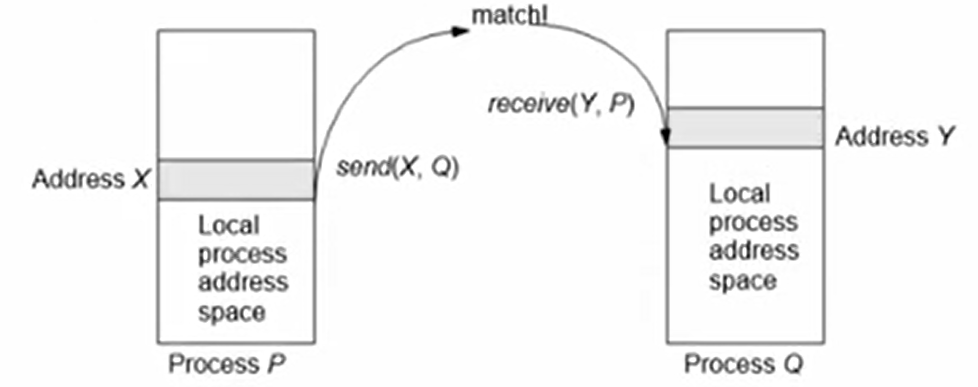 match!
receive(Y, P)
Address Y
Address X
send(X, Q)
Local
process
address
space
Local
process
address
space
Process P
Process Q